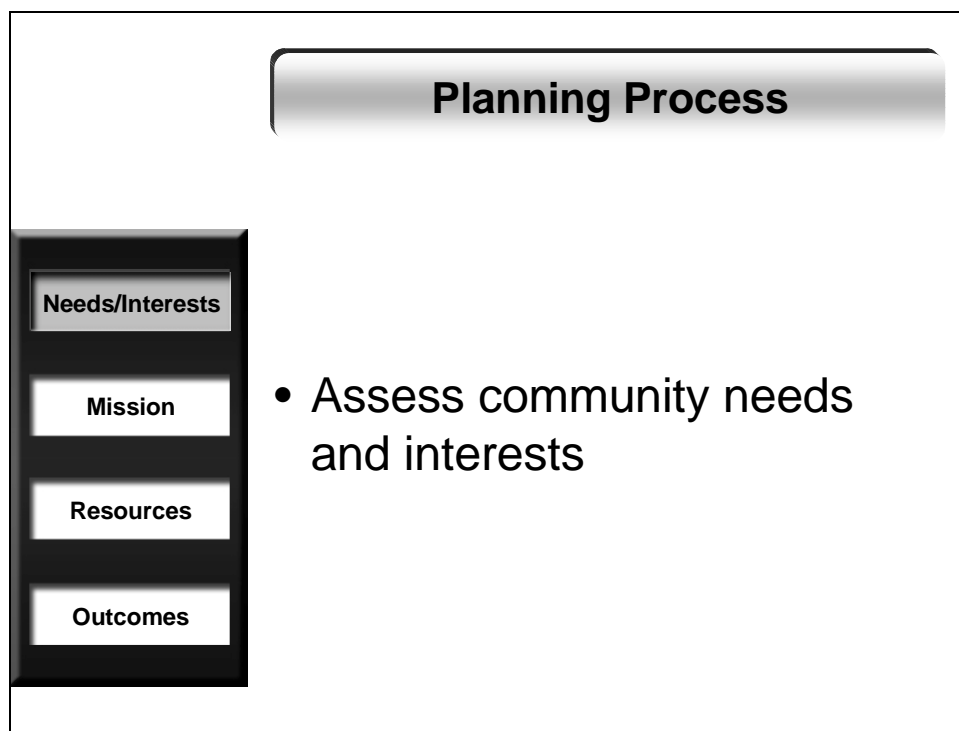 Planning Process
Needs/Interests
Mission
Resources
Outcomes
• Assess community needs
and interests